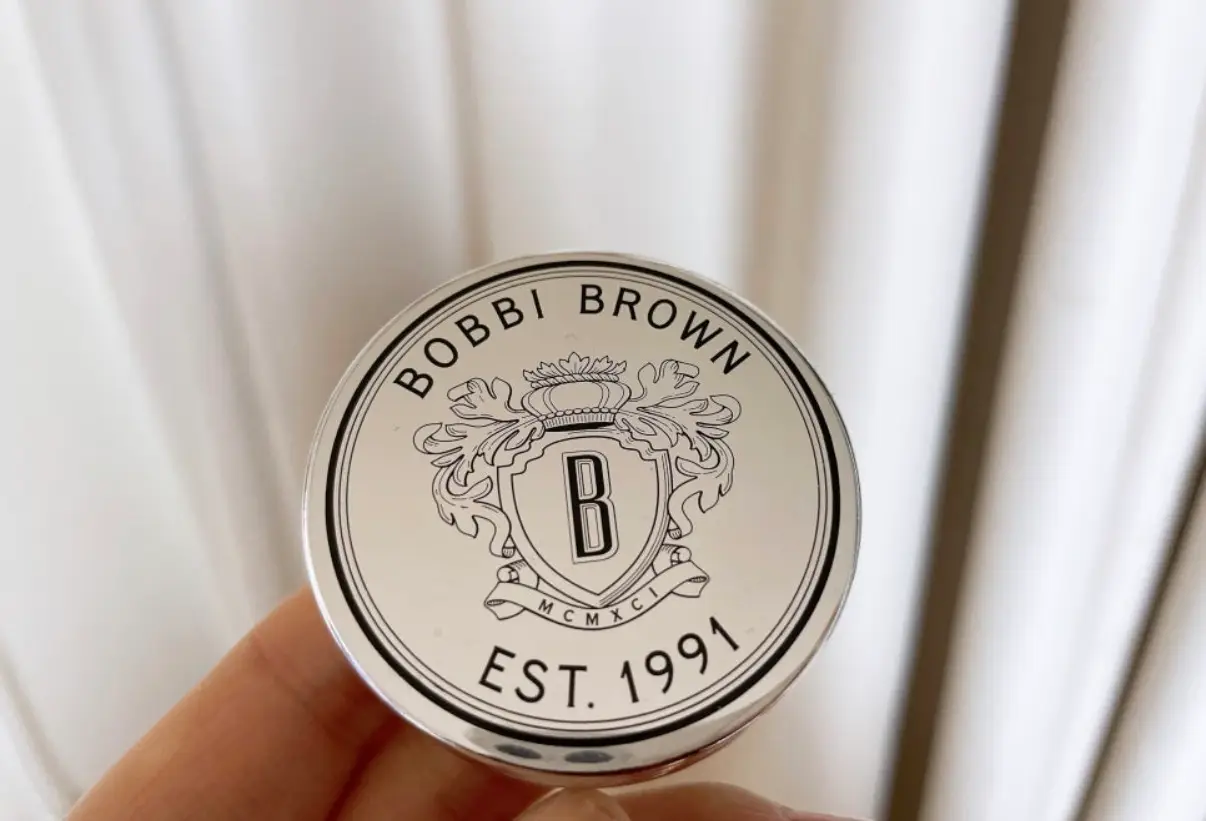 BOBBI BROWN
B
MCMXCI
EST. 1991